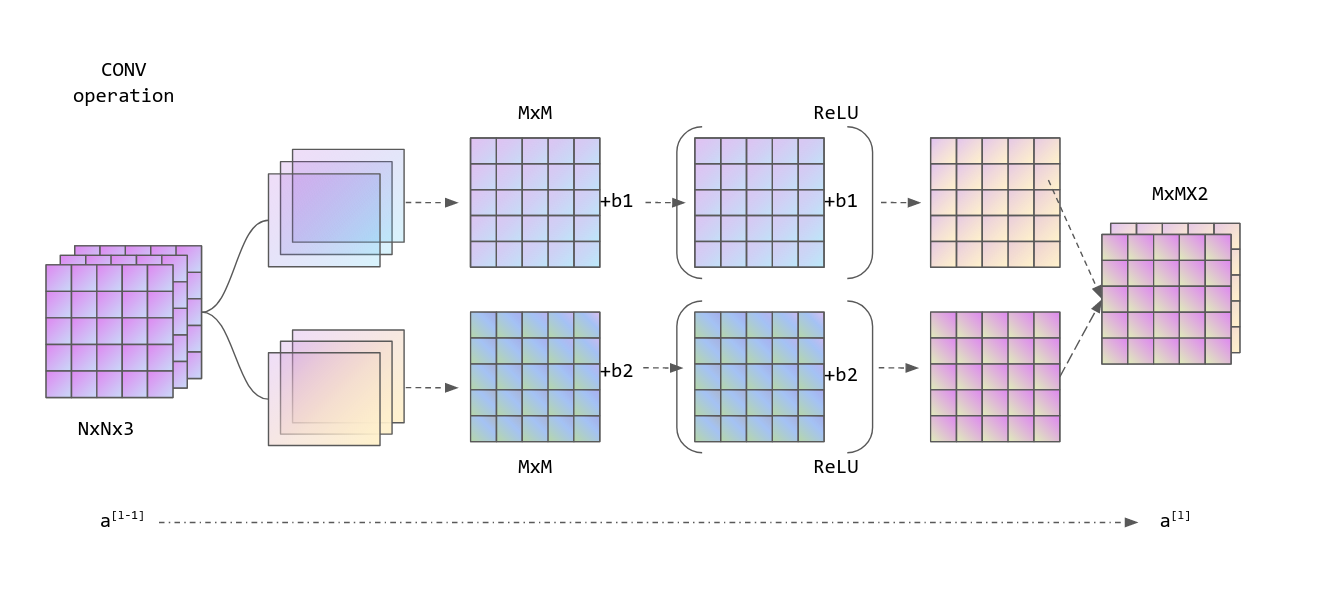 CONV
operation
MxM
ReLU
+b1
+b1
MxMX2
NxNx3
+b2
+b2
MxM
ReLU
a[l-1]
a[l]